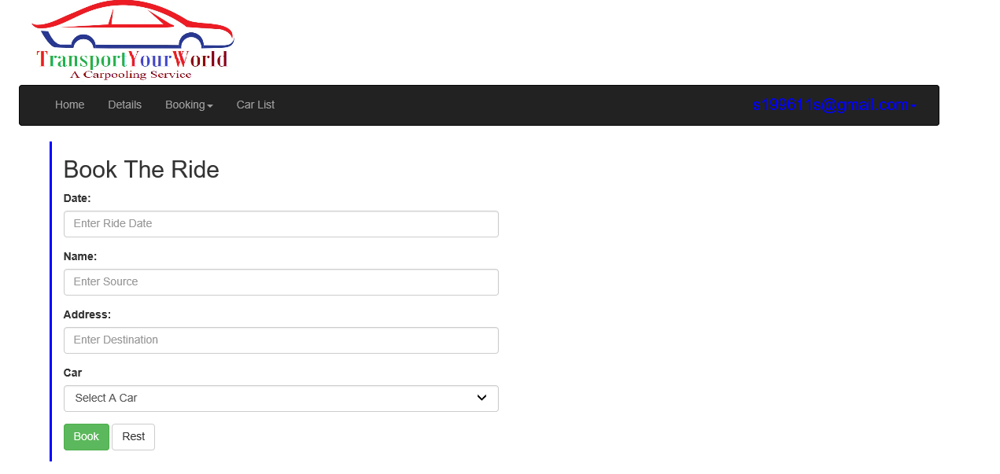 TransportYourWorld
A Carpooling Service
Home Details Booking Car List s199611s@gmail.com
Book The Ride
Date:
Enter Ride Date
Name:
Enter Source
Address:
Enter Destination
Car
Select A Car
Book Rest